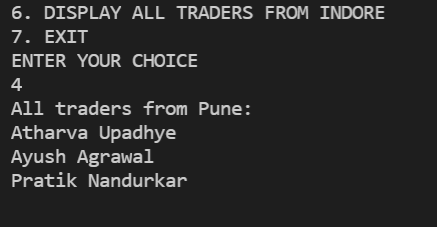 6. DISPLAY ALL TRADERS FROM INDORE
7. EXIT
ENTER YOUR CHOICE
4
All traders from Pune:
Atharva Upadhye
Ayush Agrawal
Pratik Nandurkar